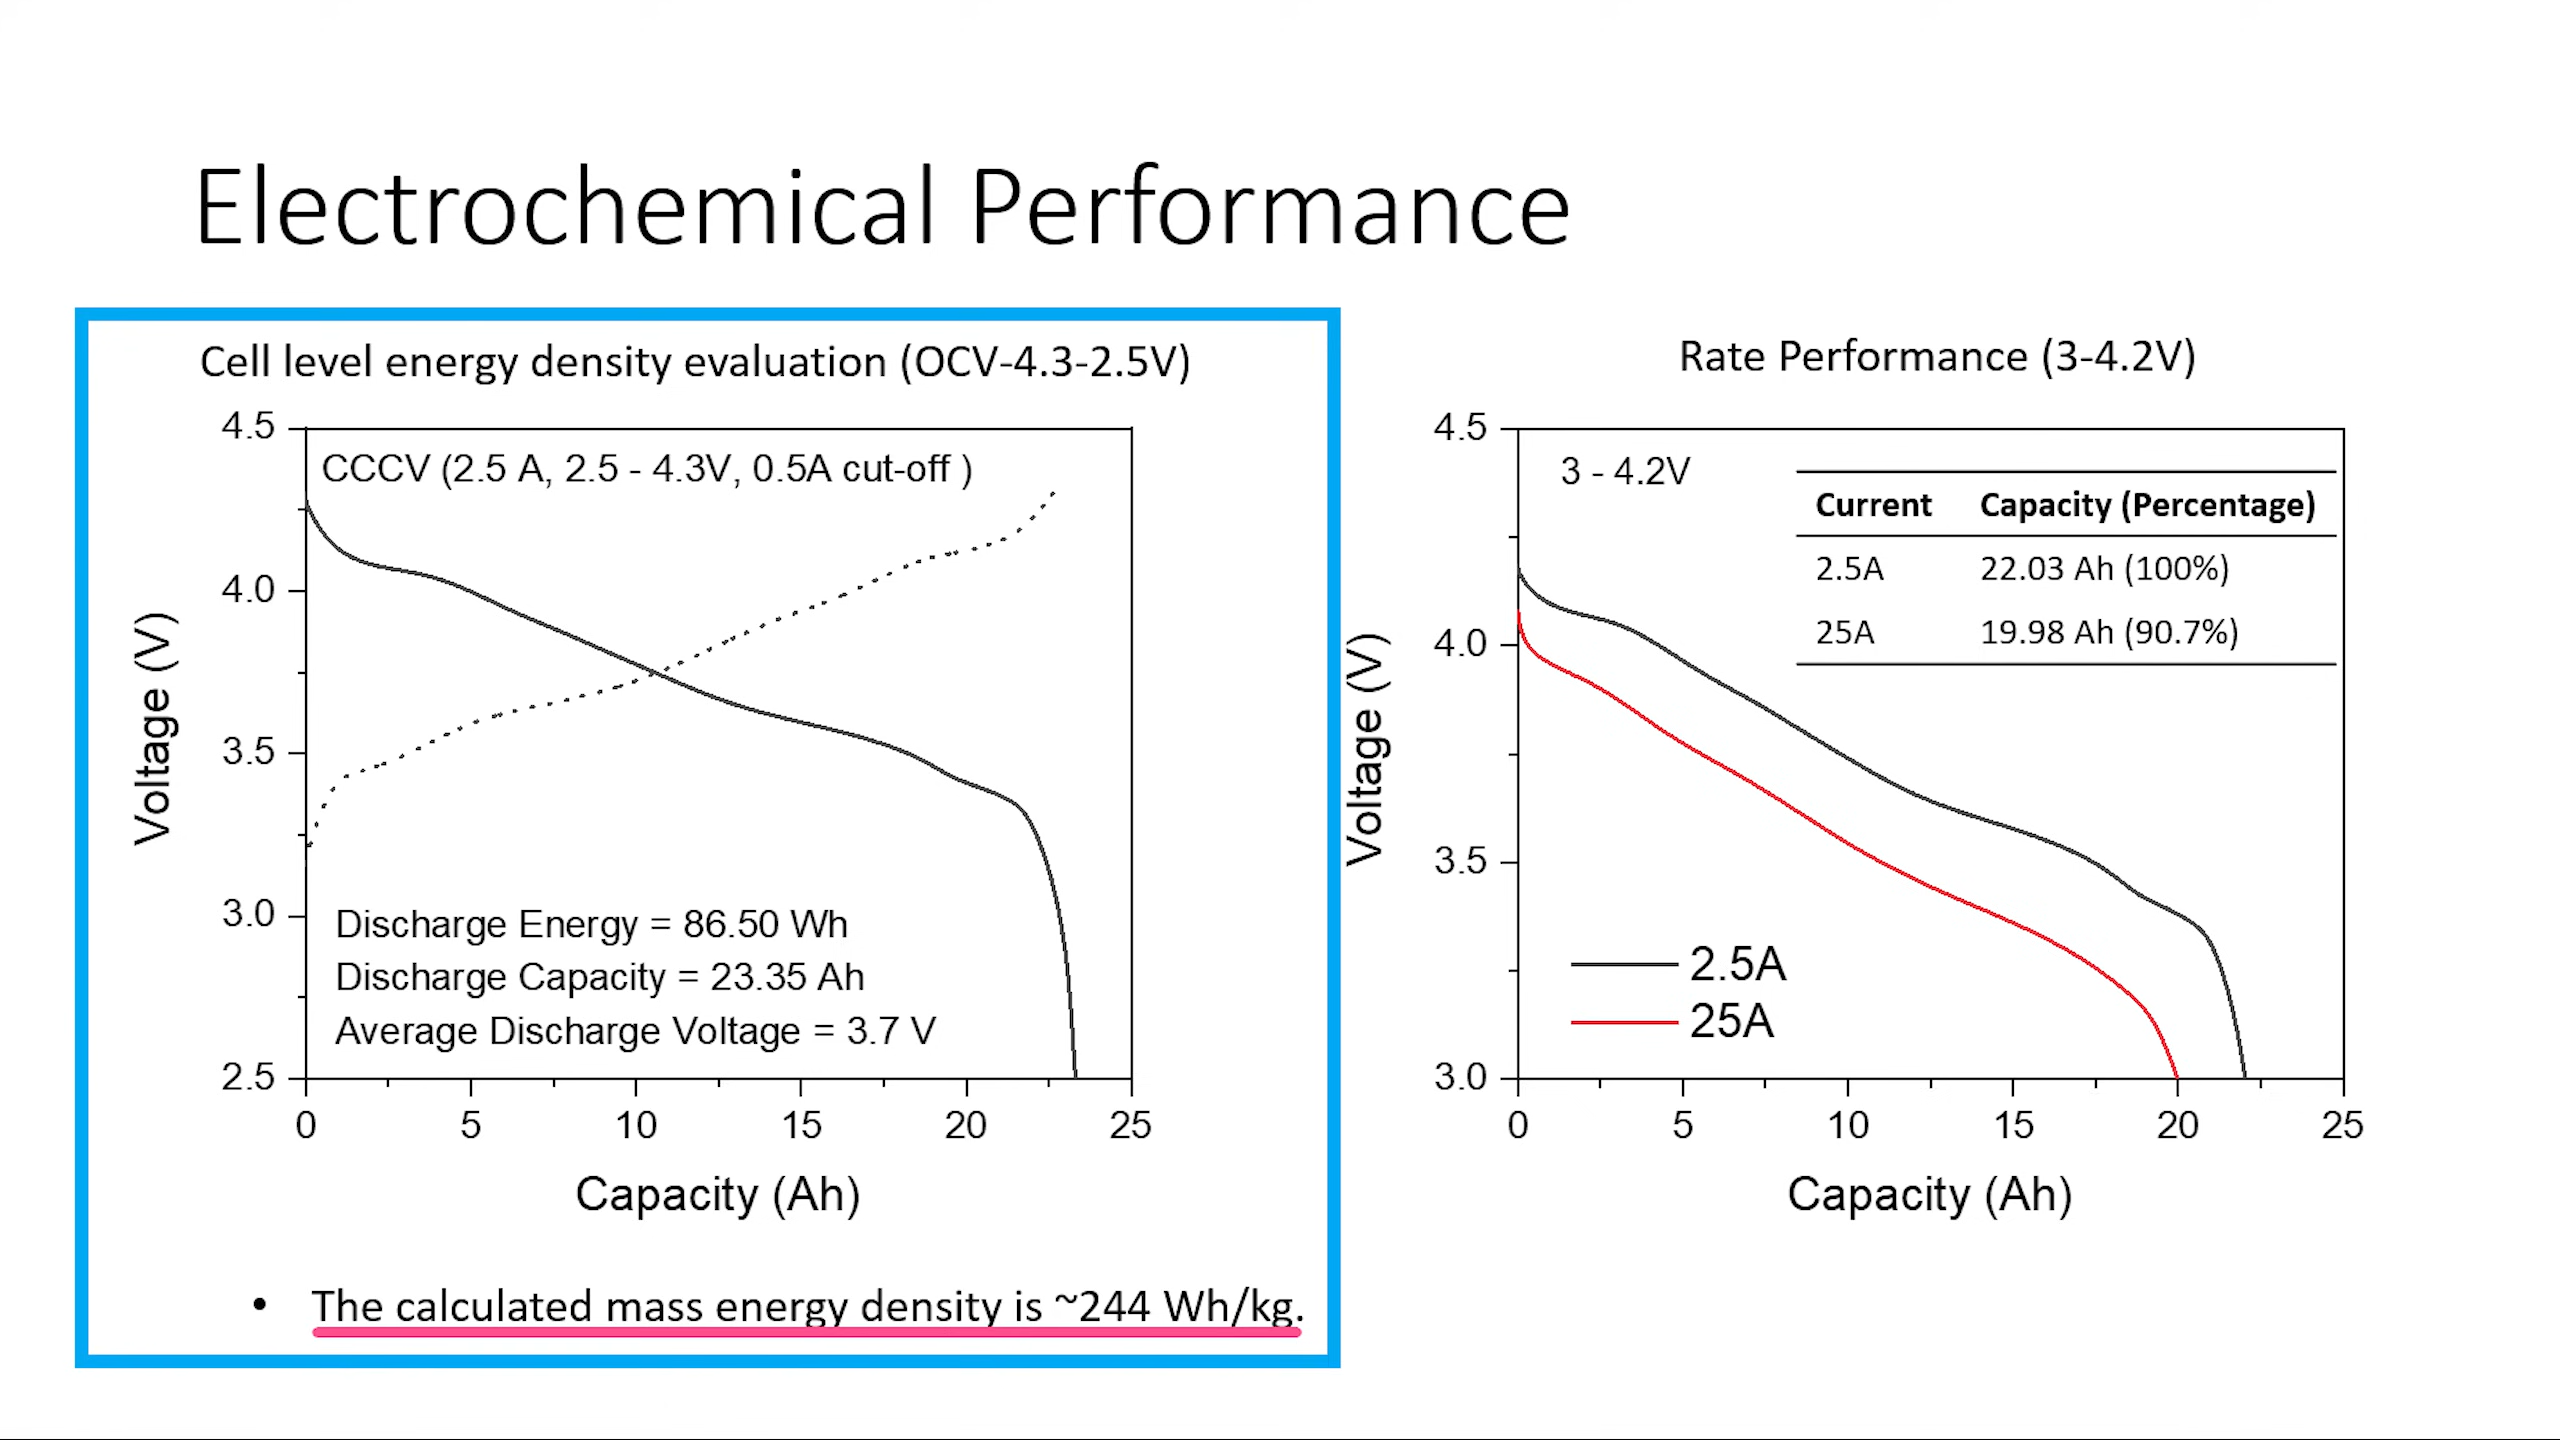 Electrochemical Performance
Cell level energy density evaluation (OCV-4.3-2.5V)
4.5
4.0
3.5
3.0
2.5
Voltage (V)
CCCV (2.5 A, 2.5 - 4.3V, 0.5A cut-off )
Discharge Energy = 86.50 Wh
Discharge Capacity = 23.35 Ah
Average Discharge Voltage = 3.7 V
0 5 10 15 20 25
Capacity (Ah)
• The calculated mass energy density is ~244 Wh/kg.
Rate Performance (3-4.2V)
4.5
4.0
3.5
3.0
Voltage (V)
3 - 4.2V
Current Capacity (Percentage)
2.5A 22.03 Ah (100%)
25A 19.98 Ah (90.7%)
2.5A
25A
0 5 10 15 20 25
Capacity (Ah)